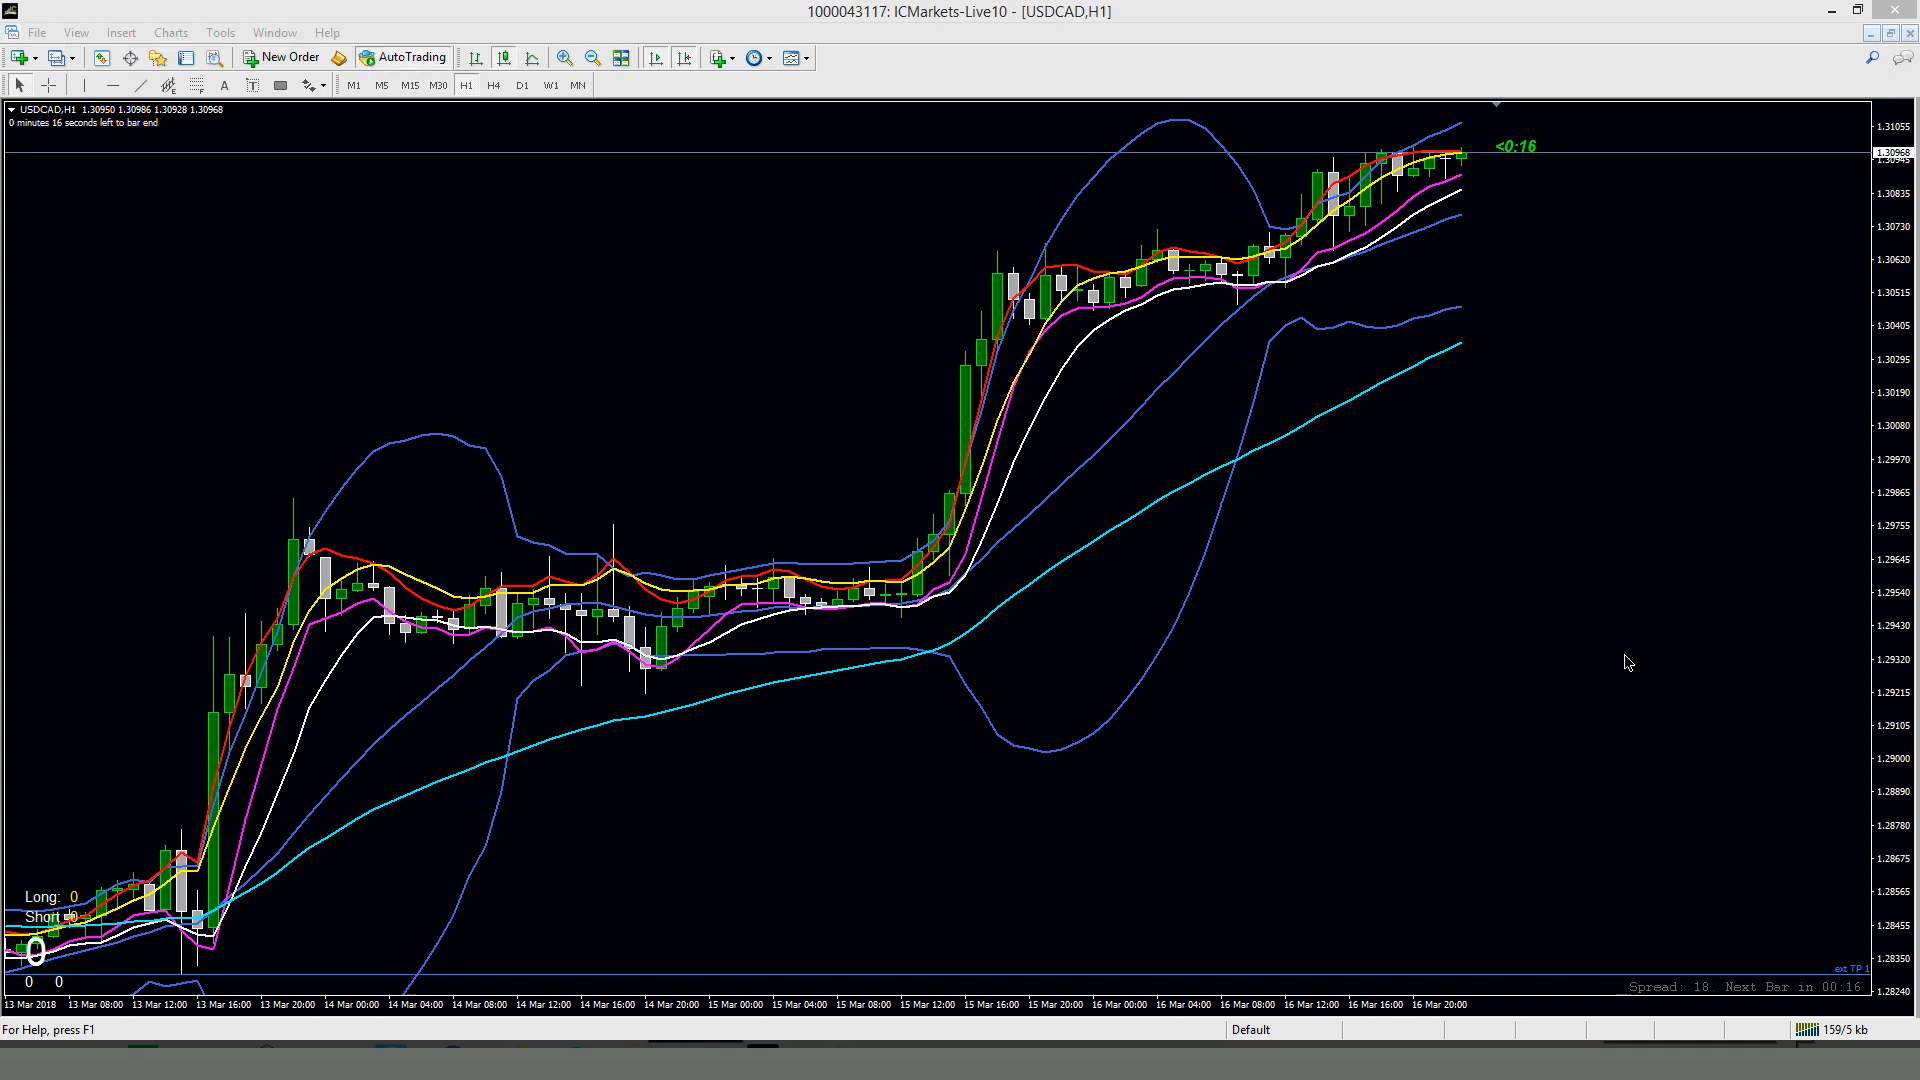 1000043117: ICMarkets-Live10 - [USDCAD,H1]
File View Insert Charts Tools Window Help
New Order AutoTrading
A T M1 M5 M15 M30 H1 H4 D1 W1 MN
USDCAD,H1 1.30950 1.30986 1.30928 1.30968
0 minutes 16 seconds left to bar end
1.31055
<0:16
1.30968
1.30945
1.30835
1.30730
1.30620
1.30515
1.30405
1.30295
1.30190
1.30080
1.29970
1.29865
1.29755
1.29645
1.29540
1.29430
1.29320
1.29215
1.29105
1.29000
1.28890
1.28780
1.28675
1.28565
1.28455
1.28350
1.28240
Long: 0
Short 0
0
0 0
ext TP 1
Spread: 18. Next Bar in 00:16
13 Mar 2018 13 Mar 08:00 13 Mar 12:00 13 Mar 16:00 13 Mar 20:00 14 Mar 00:00 14 Mar 04:00 14 Mar 08:00 14 Mar 12:00 14 Mar 16:00 14 Mar 20:00 15 Mar 00:00 15 Mar 04:00 15 Mar 08:00 15 Mar 12:00 15 Mar 16:00 15 Mar 20:00 16 Mar 00:00 16 Mar 04:00 16 Mar 08:00 16 Mar 12:00 16 Mar 16:00 16 Mar 20:00
For Help, press F1 Default 159/5 kb